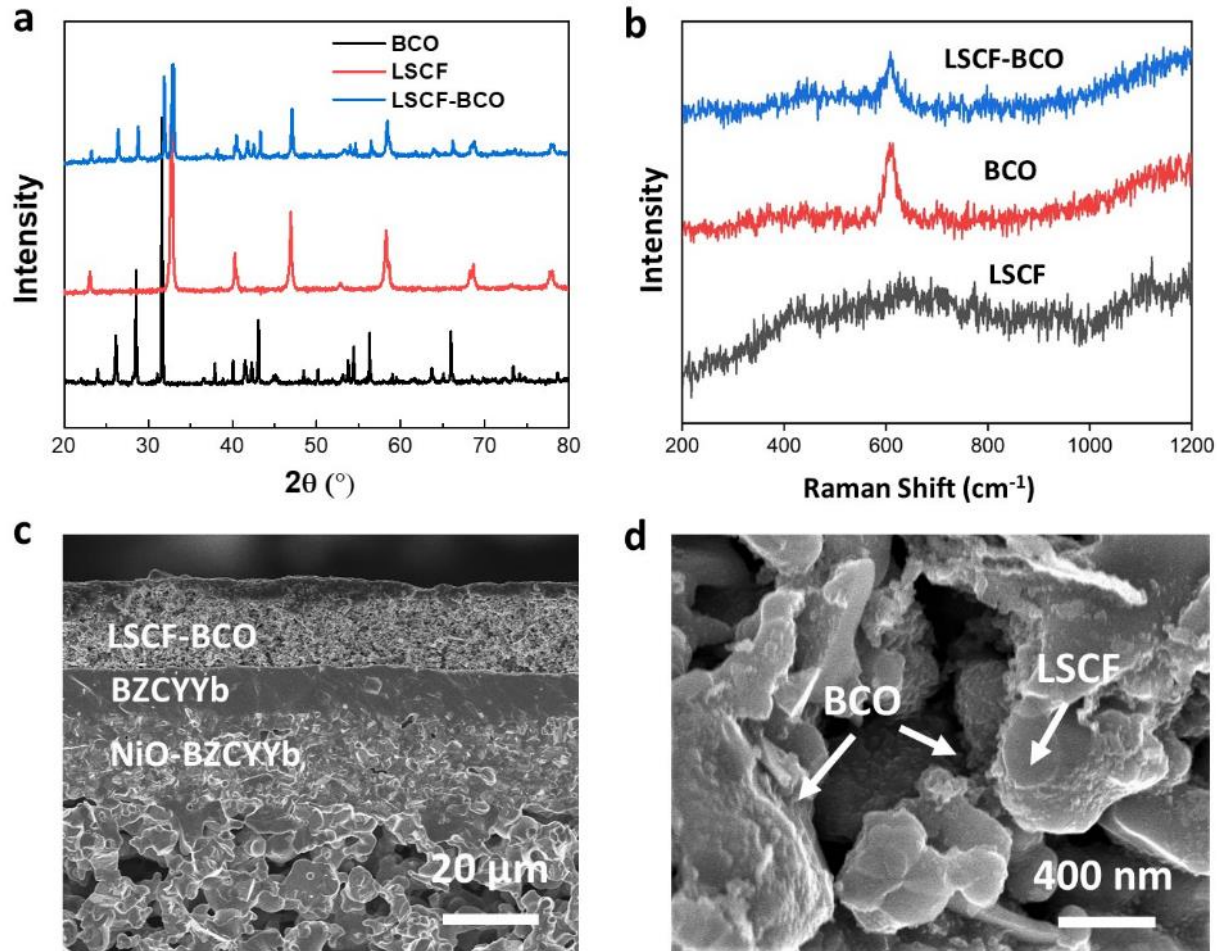 a
BCO
LSCF
LSCF-BCO
Intensity
20 30 40 50 60 70 80
2θ (°)
b
LSCF-BCO
BCO
LSCF
Intensity
200 400 600 800 1000 1200
Raman Shift (cm⁻¹)
c
LSCF-BCO
BZCYYb
NiO-BZCYYb
20 μm
d
BCO
LSCF
400 nm